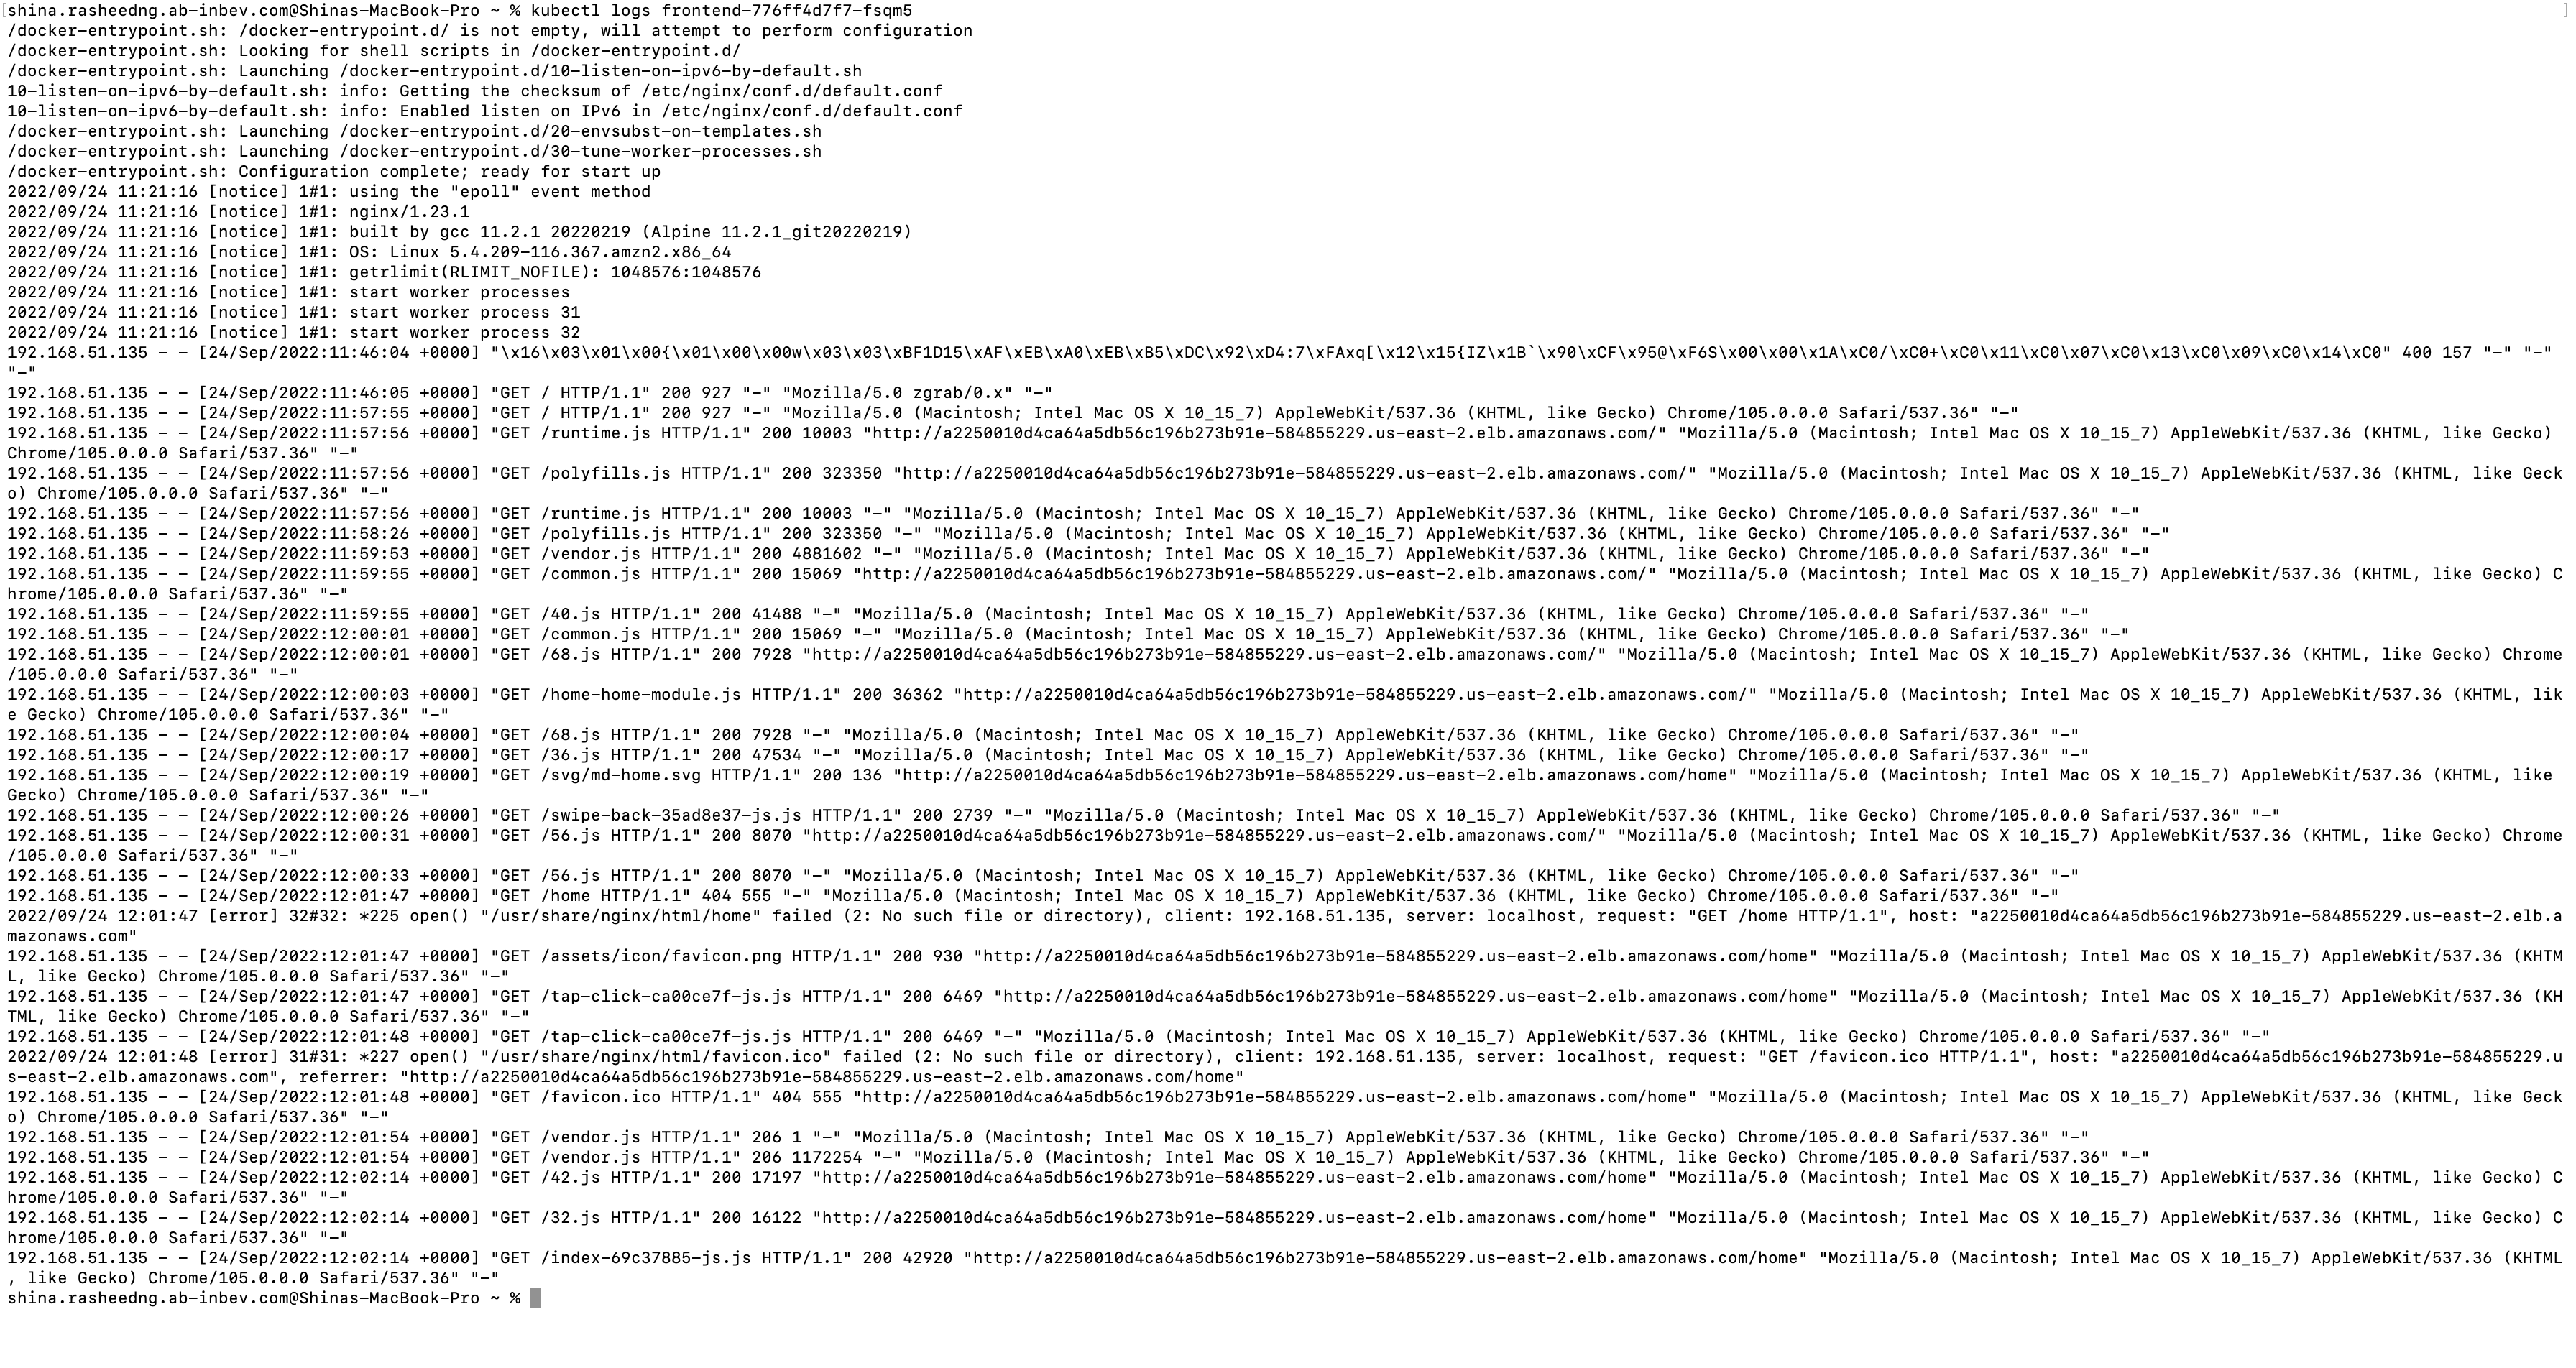 [shina.rasheedng.ab-inbev.com@Shinas-MacBook-Pro ~ % kubectl logs frontend-776ff4d7f7-fsqm5 ]
/docker-entrypoint.sh: /docker-entrypoint.d/ is not empty, will attempt to perform configuration
/docker-entrypoint.sh: Looking for shell scripts in /docker-entrypoint.d/
/docker-entrypoint.sh: Launching /docker-entrypoint.d/10-listen-on-ipv6-by-default.sh
10-listen-on-ipv6-by-default.sh: info: Getting the checksum of /etc/nginx/conf.d/default.conf
10-listen-on-ipv6-by-default.sh: info: Enabled listen on IPv6 in /etc/nginx/conf.d/default.conf
/docker-entrypoint.sh: Launching /docker-entrypoint.d/20-envsubst-on-templates.sh
/docker-entrypoint.sh: Launching /docker-entrypoint.d/30-tune-worker-processes.sh
/docker-entrypoint.sh: Configuration complete; ready for start up
2022/09/24 11:21:16 [notice] 1#1: using the "epoll" event method
2022/09/24 11:21:16 [notice] 1#1: nginx/1.23.1
2022/09/24 11:21:16 [notice] 1#1: built by gcc 11.2.1 20220219 (Alpine 11.2.1_git20220219)
2022/09/24 11:21:16 [notice] 1#1: OS: Linux 5.4.209-116.367.amzn2.x86_64
2022/09/24 11:21:16 [notice] 1#1: getrlimit(RLIMIT_NOFILE): 1048576:1048576
2022/09/24 11:21:16 [notice] 1#1: start worker processes
2022/09/24 11:21:16 [notice] 1#1: start worker process 31
2022/09/24 11:21:16 [notice] 1#1: start worker process 32
192.168.51.135 - - [24/Sep/2022:11:46:04 +0000] "\x16\x03\x01\x00{\x01\x00\x00w\x03\x03\xBF1D15\xAF\xEB\xA0\xEB\xB5\xDC\x92\xD4:7\xFAxq[\x12\x15{IZ\x1B`\x90\xCF\x95@\xF6S\x00\x00\x1A\xC0/\xC0+\xC0\x11\xC0\x07\xC0\x13\xC0\x09\xC0\x14\xC0" 400 157 "-" "-"
"-"
192.168.51.135 - - [24/Sep/2022:11:46:05 +0000] "GET / HTTP/1.1" 200 927 "-" "Mozilla/5.0 zgrab/0.x" "-"
192.168.51.135 - - [24/Sep/2022:11:57:55 +0000] "GET / HTTP/1.1" 200 927 "-" "Mozilla/5.0 (Macintosh; Intel Mac OS X 10_15_7) AppleWebKit/537.36 (KHTML, like Gecko) Chrome/105.0.0.0 Safari/537.36" "-"
192.168.51.135 - - [24/Sep/2022:11:57:56 +0000] "GET /runtime.js HTTP/1.1" 200 10003 "http://a2250010d4ca64a5db56c196b273b91e-584855229.us-east-2.elb.amazonaws.com/" "Mozilla/5.0 (Macintosh; Intel Mac OS X 10_15_7) AppleWebKit/537.36 (KHTML, like Gecko)
Chrome/105.0.0.0 Safari/537.36" "-"
192.168.51.135 - - [24/Sep/2022:11:57:56 +0000] "GET /polyfills.js HTTP/1.1" 200 323350 "http://a2250010d4ca64a5db56c196b273b91e-584855229.us-east-2.elb.amazonaws.com/" "Mozilla/5.0 (Macintosh; Intel Mac OS X 10_15_7) AppleWebKit/537.36 (KHTML, like Geck
o) Chrome/105.0.0.0 Safari/537.36" "-"
192.168.51.135 - - [24/Sep/2022:11:57:56 +0000] "GET /runtime.js HTTP/1.1" 200 10003 "-" "Mozilla/5.0 (Macintosh; Intel Mac OS X 10_15_7) AppleWebKit/537.36 (KHTML, like Gecko) Chrome/105.0.0.0 Safari/537.36" "-"
192.168.51.135 - - [24/Sep/2022:11:58:26 +0000] "GET /polyfills.js HTTP/1.1" 200 323350 "-" "Mozilla/5.0 (Macintosh; Intel Mac OS X 10_15_7) AppleWebKit/537.36 (KHTML, like Gecko) Chrome/105.0.0.0 Safari/537.36" "-"
192.168.51.135 - - [24/Sep/2022:11:59:53 +0000] "GET /vendor.js HTTP/1.1" 200 4881602 "-" "Mozilla/5.0 (Macintosh; Intel Mac OS X 10_15_7) AppleWebKit/537.36 (KHTML, like Gecko) Chrome/105.0.0.0 Safari/537.36" "-"
192.168.51.135 - - [24/Sep/2022:11:59:55 +0000] "GET /common.js HTTP/1.1" 200 15069 "http://a2250010d4ca64a5db56c196b273b91e-584855229.us-east-2.elb.amazonaws.com/" "Mozilla/5.0 (Macintosh; Intel Mac OS X 10_15_7) AppleWebKit/537.36 (KHTML, like Gecko) C
hrome/105.0.0.0 Safari/537.36" "-"
192.168.51.135 - - [24/Sep/2022:11:59:55 +0000] "GET /40.js HTTP/1.1" 200 41488 "-" "Mozilla/5.0 (Macintosh; Intel Mac OS X 10_15_7) AppleWebKit/537.36 (KHTML, like Gecko) Chrome/105.0.0.0 Safari/537.36" "-"
192.168.51.135 - - [24/Sep/2022:12:00:01 +0000] "GET /common.js HTTP/1.1" 200 15069 "-" "Mozilla/5.0 (Macintosh; Intel Mac OS X 10_15_7) AppleWebKit/537.36 (KHTML, like Gecko) Chrome/105.0.0.0 Safari/537.36" "-"
192.168.51.135 - - [24/Sep/2022:12:00:01 +0000] "GET /68.js HTTP/1.1" 200 7928 "http://a2250010d4ca64a5db56c196b273b91e-584855229.us-east-2.elb.amazonaws.com/" "Mozilla/5.0 (Macintosh; Intel Mac OS X 10_15_7) AppleWebKit/537.36 (KHTML, like Gecko) Chrome
/105.0.0.0 Safari/537.36" "-"
192.168.51.135 - - [24/Sep/2022:12:00:03 +0000] "GET /home-home-module.js HTTP/1.1" 200 36362 "http://a2250010d4ca64a5db56c196b273b91e-584855229.us-east-2.elb.amazonaws.com/" "Mozilla/5.0 (Macintosh; Intel Mac OS X 10_15_7) AppleWebKit/537.36 (KHTML, lik
e Gecko) Chrome/105.0.0.0 Safari/537.36" "-"
192.168.51.135 - - [24/Sep/2022:12:00:04 +0000] "GET /68.js HTTP/1.1" 200 7928 "-" "Mozilla/5.0 (Macintosh; Intel Mac OS X 10_15_7) AppleWebKit/537.36 (KHTML, like Gecko) Chrome/105.0.0.0 Safari/537.36" "-"
192.168.51.135 - - [24/Sep/2022:12:00:17 +0000] "GET /36.js HTTP/1.1" 200 47534 "-" "Mozilla/5.0 (Macintosh; Intel Mac OS X 10_15_7) AppleWebKit/537.36 (KHTML, like Gecko) Chrome/105.0.0.0 Safari/537.36" "-"
192.168.51.135 - - [24/Sep/2022:12:00:19 +0000] "GET /svg/md-home.svg HTTP/1.1" 200 136 "http://a2250010d4ca64a5db56c196b273b91e-584855229.us-east-2.elb.amazonaws.com/home" "Mozilla/5.0 (Macintosh; Intel Mac OS X 10_15_7) AppleWebKit/537.36 (KHTML, like
Gecko) Chrome/105.0.0.0 Safari/537.36" "-"
192.168.51.135 - - [24/Sep/2022:12:00:26 +0000] "GET /swipe-back-35ad8e37-js.js HTTP/1.1" 200 2739 "-" "Mozilla/5.0 (Macintosh; Intel Mac OS X 10_15_7) AppleWebKit/537.36 (KHTML, like Gecko) Chrome/105.0.0.0 Safari/537.36" "-"
192.168.51.135 - - [24/Sep/2022:12:00:31 +0000] "GET /56.js HTTP/1.1" 200 8070 "http://a2250010d4ca64a5db56c196b273b91e-584855229.us-east-2.elb.amazonaws.com/" "Mozilla/5.0 (Macintosh; Intel Mac OS X 10_15_7) AppleWebKit/537.36 (KHTML, like Gecko) Chrome
/105.0.0.0 Safari/537.36" "-"
192.168.51.135 - - [24/Sep/2022:12:00:33 +0000] "GET /56.js HTTP/1.1" 200 8070 "-" "Mozilla/5.0 (Macintosh; Intel Mac OS X 10_15_7) AppleWebKit/537.36 (KHTML, like Gecko) Chrome/105.0.0.0 Safari/537.36" "-"
192.168.51.135 - - [24/Sep/2022:12:01:47 +0000] "GET /home HTTP/1.1" 404 555 "-" "Mozilla/5.0 (Macintosh; Intel Mac OS X 10_15_7) AppleWebKit/537.36 (KHTML, like Gecko) Chrome/105.0.0.0 Safari/537.36" "-"
2022/09/24 12:01:47 [error] 32#32: *225 open() "/usr/share/nginx/html/home" failed (2: No such file or directory), client: 192.168.51.135, server: localhost, request: "GET /home HTTP/1.1", host: "a2250010d4ca64a5db56c196b273b91e-584855229.us-east-2.elb.a
mazonaws.com"
192.168.51.135 - - [24/Sep/2022:12:01:47 +0000] "GET /assets/icon/favicon.png HTTP/1.1" 200 930 "http://a2250010d4ca64a5db56c196b273b91e-584855229.us-east-2.elb.amazonaws.com/home" "Mozilla/5.0 (Macintosh; Intel Mac OS X 10_15_7) AppleWebKit/537.36 (KHTM
L, like Gecko) Chrome/105.0.0.0 Safari/537.36" "-"
192.168.51.135 - - [24/Sep/2022:12:01:47 +0000] "GET /tap-click-ca00ce7f-js.js HTTP/1.1" 200 6469 "http://a2250010d4ca64a5db56c196b273b91e-584855229.us-east-2.elb.amazonaws.com/home" "Mozilla/5.0 (Macintosh; Intel Mac OS X 10_15_7) AppleWebKit/537.36 (KH
TML, like Gecko) Chrome/105.0.0.0 Safari/537.36" "-"
192.168.51.135 - - [24/Sep/2022:12:01:48 +0000] "GET /tap-click-ca00ce7f-js.js HTTP/1.1" 200 6469 "-" "Mozilla/5.0 (Macintosh; Intel Mac OS X 10_15_7) AppleWebKit/537.36 (KHTML, like Gecko) Chrome/105.0.0.0 Safari/537.36" "-"
2022/09/24 12:01:48 [error] 31#31: *227 open() "/usr/share/nginx/html/favicon.ico" failed (2: No such file or directory), client: 192.168.51.135, server: localhost, request: "GET /favicon.ico HTTP/1.1", host: "a2250010d4ca64a5db56c196b273b91e-584855229.u
s-east-2.elb.amazonaws.com", referrer: "http://a2250010d4ca64a5db56c196b273b91e-584855229.us-east-2.elb.amazonaws.com/home"
192.168.51.135 - - [24/Sep/2022:12:01:48 +0000] "GET /favicon.ico HTTP/1.1" 404 555 "http://a2250010d4ca64a5db56c196b273b91e-584855229.us-east-2.elb.amazonaws.com/home" "Mozilla/5.0 (Macintosh; Intel Mac OS X 10_15_7) AppleWebKit/537.36 (KHTML, like Geck
o) Chrome/105.0.0.0 Safari/537.36" "-"
192.168.51.135 - - [24/Sep/2022:12:01:54 +0000] "GET /vendor.js HTTP/1.1" 206 1 "-" "Mozilla/5.0 (Macintosh; Intel Mac OS X 10_15_7) AppleWebKit/537.36 (KHTML, like Gecko) Chrome/105.0.0.0 Safari/537.36" "-"
192.168.51.135 - - [24/Sep/2022:12:01:54 +0000] "GET /vendor.js HTTP/1.1" 206 1172254 "-" "Mozilla/5.0 (Macintosh; Intel Mac OS X 10_15_7) AppleWebKit/537.36 (KHTML, like Gecko) Chrome/105.0.0.0 Safari/537.36" "-"
192.168.51.135 - - [24/Sep/2022:12:02:14 +0000] "GET /42.js HTTP/1.1" 200 17197 "http://a2250010d4ca64a5db56c196b273b91e-584855229.us-east-2.elb.amazonaws.com/home" "Mozilla/5.0 (Macintosh; Intel Mac OS X 10_15_7) AppleWebKit/537.36 (KHTML, like Gecko) C
hrome/105.0.0.0 Safari/537.36" "-"
192.168.51.135 - - [24/Sep/2022:12:02:14 +0000] "GET /32.js HTTP/1.1" 200 16122 "http://a2250010d4ca64a5db56c196b273b91e-584855229.us-east-2.elb.amazonaws.com/home" "Mozilla/5.0 (Macintosh; Intel Mac OS X 10_15_7) AppleWebKit/537.36 (KHTML, like Gecko) C
hrome/105.0.0.0 Safari/537.36" "-"
192.168.51.135 - - [24/Sep/2022:12:02:14 +0000] "GET /index-69c37885-js.js HTTP/1.1" 200 42920 "http://a2250010d4ca64a5db56c196b273b91e-584855229.us-east-2.elb.amazonaws.com/home" "Mozilla/5.0 (Macintosh; Intel Mac OS X 10_15_7) AppleWebKit/537.36 (KHTML
, like Gecko) Chrome/105.0.0.0 Safari/537.36" "-"
shina.rasheedng.ab-inbev.com@Shinas-MacBook-Pro ~ %